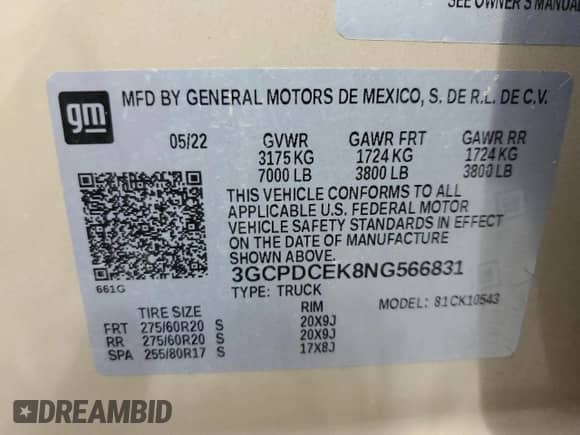 SEE OWNER'S MANUAL
gm
MFD BY GENERAL MOTORS DE MEXICO, S. DE R.L. DE C.V.
05/22 GVWR GAWR FRT GAWR RR
3175 KG 1724 KG 1724 KG
7000 LB 3800 LB 3800 LB
THIS VEHICLE CONFORMS TO ALL
APPLICABLE U.S. FEDERAL MOTOR
VEHICLE SAFETY STANDARDS IN EFFECT
ON THE DATE OF MANUFACTURE
SHOWN ABOVE.
661G 3GCPDCEK8NG566831
TYPE: TRUCK MODEL: 81CK10543
TIRE SIZE RIM
FRT 275/60R20 S 20X9J
RR 275/60R20 S 20X9J
SPA 255/80R17 S 17X8J
DREAMBID